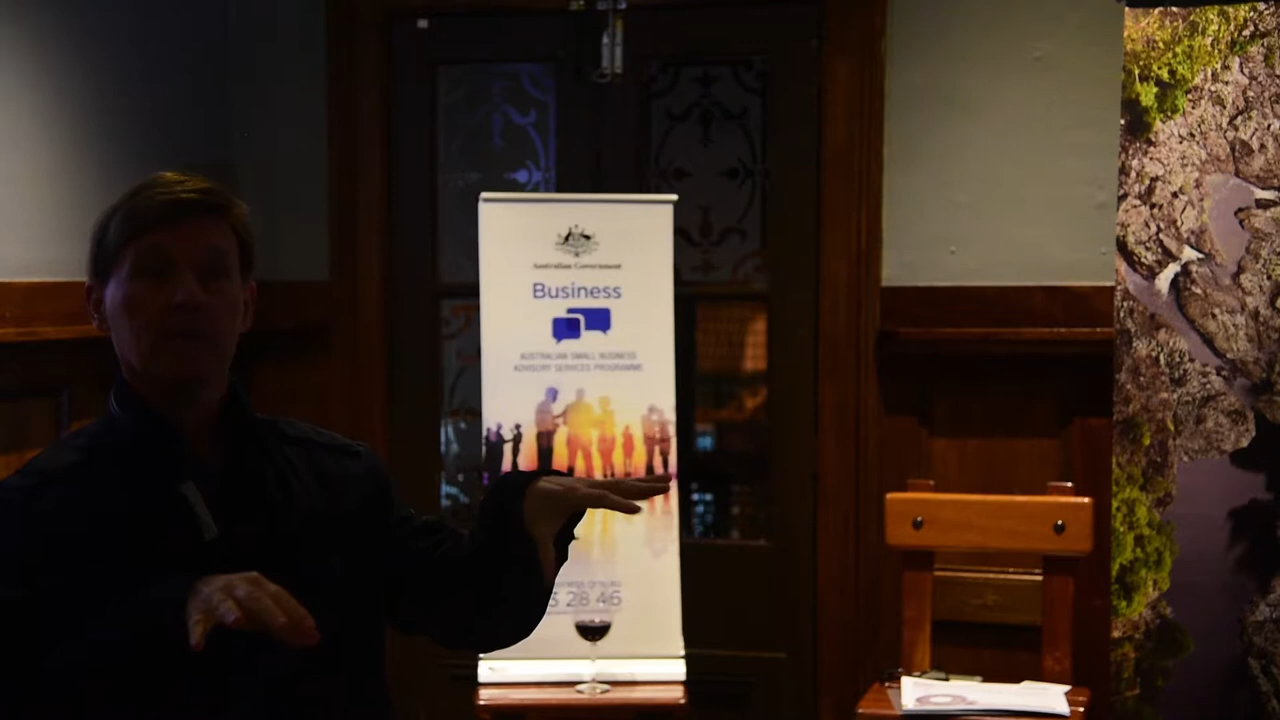 Australian Government
Business
AUSTRALIAN SMALL BUSINESS
ADVISORY SERVICES PROGRAMME
28 46